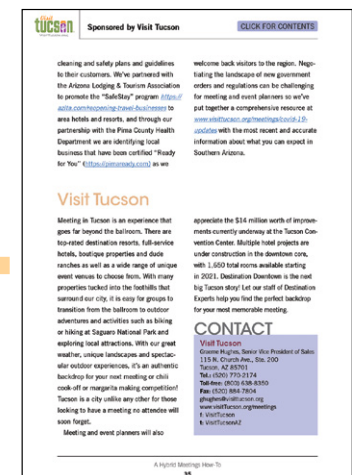 Visit
tucson
Sponsored by Visit Tucson
CLICK FOR CONTENTS
cleaning and safety plans and guidelines
to their customers. We've partnered with
the Arizona Lodging & Tourism Association
to promote the "SafeStay" program https://
azlta.com/reopening-travel-businesses to
area hotels and resorts, and through our
partnership with the Pima County Health
Department we are identifying local
business that have been certified "Ready
for You" (https://pimaready.com) as we
welcome back visitors to the region. Nego-
tiating the landscape of new government
orders and regulations can be challenging
for meeting and event planners so we've
put together a comprehensive resource at
www.visittucson.org/meetings/covid-19-
updates with the most recent and accurate
information about what you can expect in
Southern Arizona.
Visit Tucson
Meeting in Tucson is an experience that
goes far beyond the ballroom. There are
top-rated destination resorts, full-service
hotels, boutique properties and dude
ranches as well as a wide range of unique
event venues to choose from. With many
properties tucked into the foothills that
surround our city, it is easy for groups to
transition from the ballroom to outdoor
adventures and activities such as biking
or hiking at Saguaro National Park and
exploring local attractions. With our great
weather, unique landscapes and spectac-
ular outdoor experiences, it's an authentic
backdrop for your next meeting or chili
cook-off or margarita making competition!
Tucson is a city unlike any other for those
looking to have a meeting no attendee will
soon forget.
Meeting and event planners will also
appreciate the $14 million worth of improve-
ments currently underway at the Tucson Con-
vention Center. Multiple hotel projects are
under construction in the downtown core,
with 1,650 total rooms available starting
in 2021. Destination Downtown is the next
big Tucson story! Let our staff of Destination
Experts help you find the perfect backdrop
for your most memorable meeting.
CONTACT
Visit Tucson
Graeme Hughes, Senior Vice President of Sales
115 N. Church Ave., Ste. 200
Tucson, AZ 85701
Tel.: (520) 770-2174
Toll-free: (800) 638-8350
Fax: (520) 884-7804
ghughes@visittucson.org
www.visitTucson.org/meetings
f: VisitTucson
t: VisitTucsonAZ
A Hybrid Meetings How-To